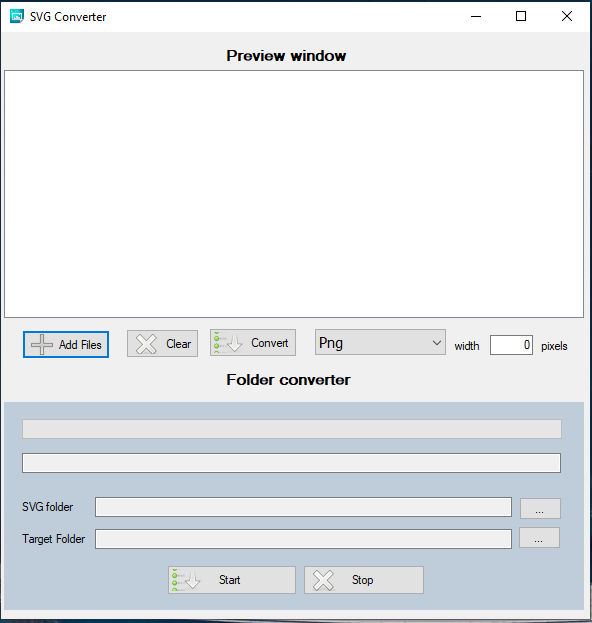 SVG Converter
Preview window
Add Files Clear Convert Png width 0 pixels
Folder converter
SVG folder ...
Target Folder ...
Start Stop